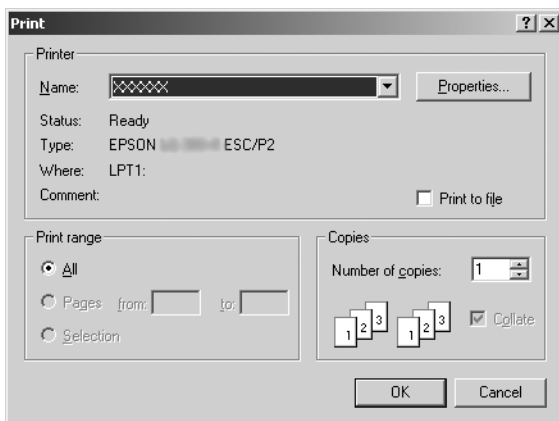 Print
Printer
Name: XXXXXX Properties...
Status: Ready
Type: EPSON ESC/P2
Where: LPT1:
Comment: Print to file
Print range
All
Pages from: to:
Selection
Copies
Number of copies: 1
1 2 3 1 2 3 Collate
OK Cancel